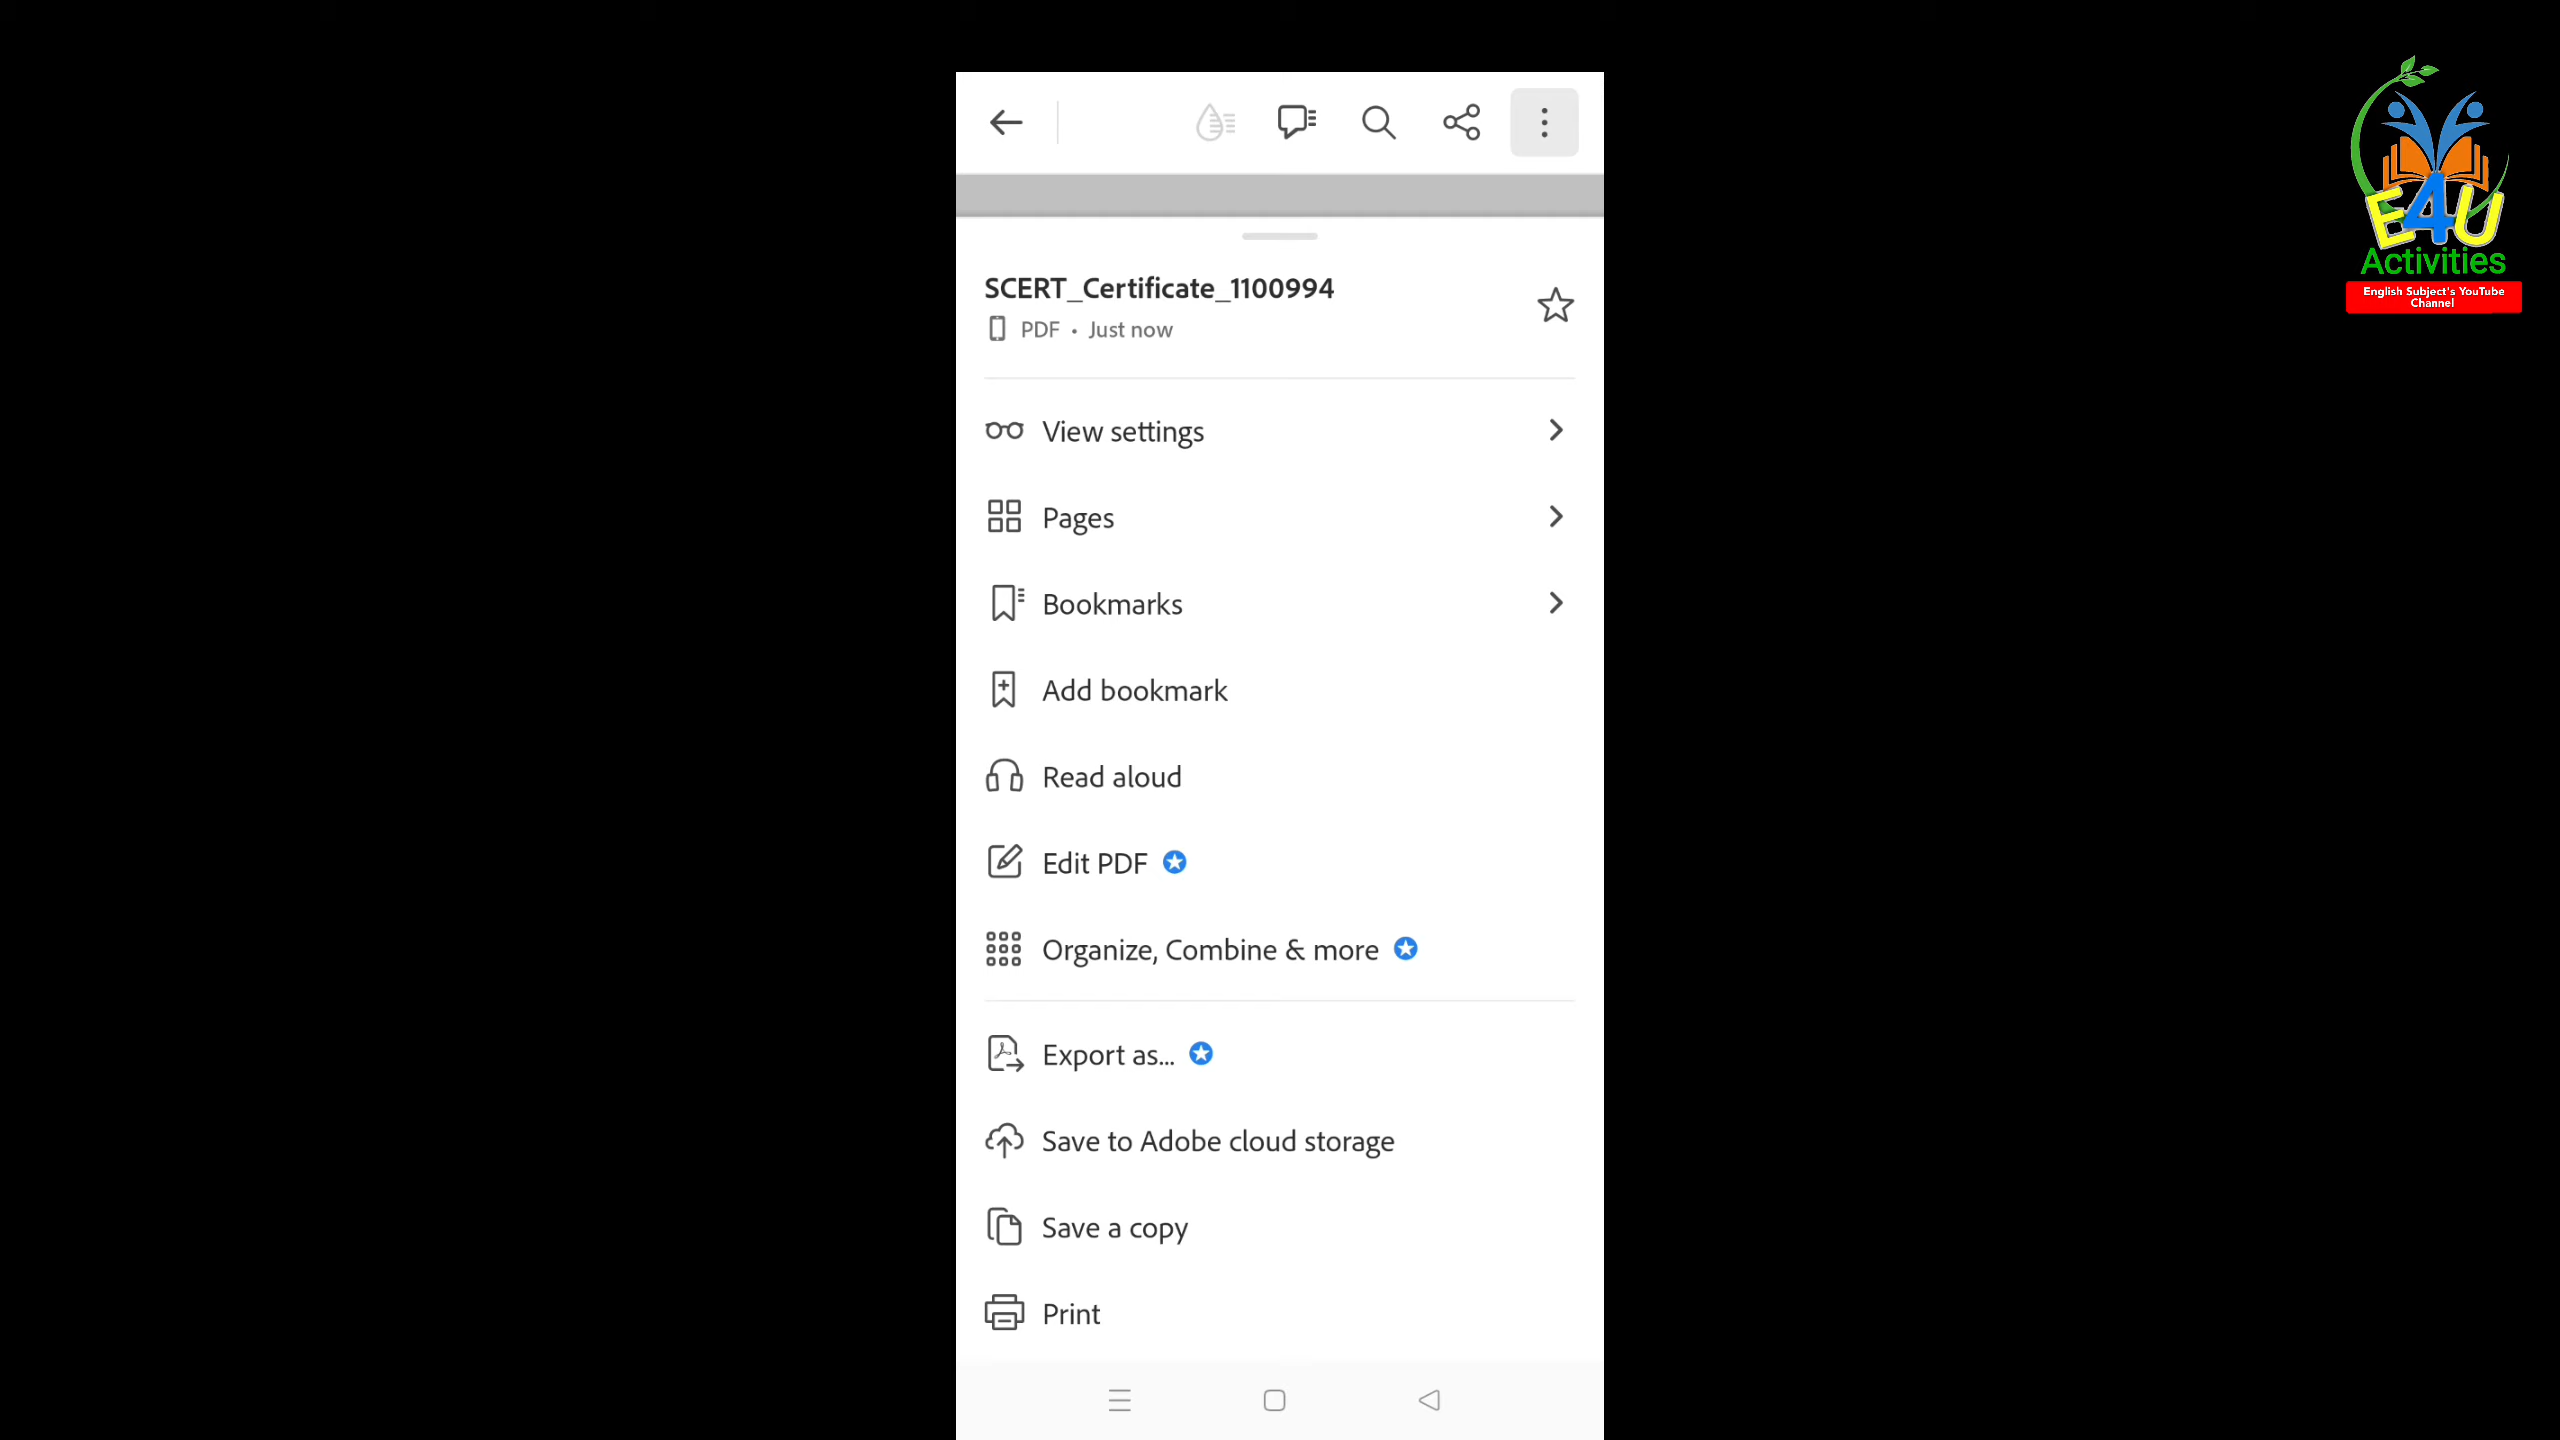 SCERT_Certificate_1100994
PDF • Just now
View settings
Pages
Bookmarks
Add bookmark
Read aloud
Edit PDF
Organize, Combine & more
Export as...
Save to Adobe cloud storage
Save a copy
Print
E4U
Activities
English Subject's YouTube
Channel